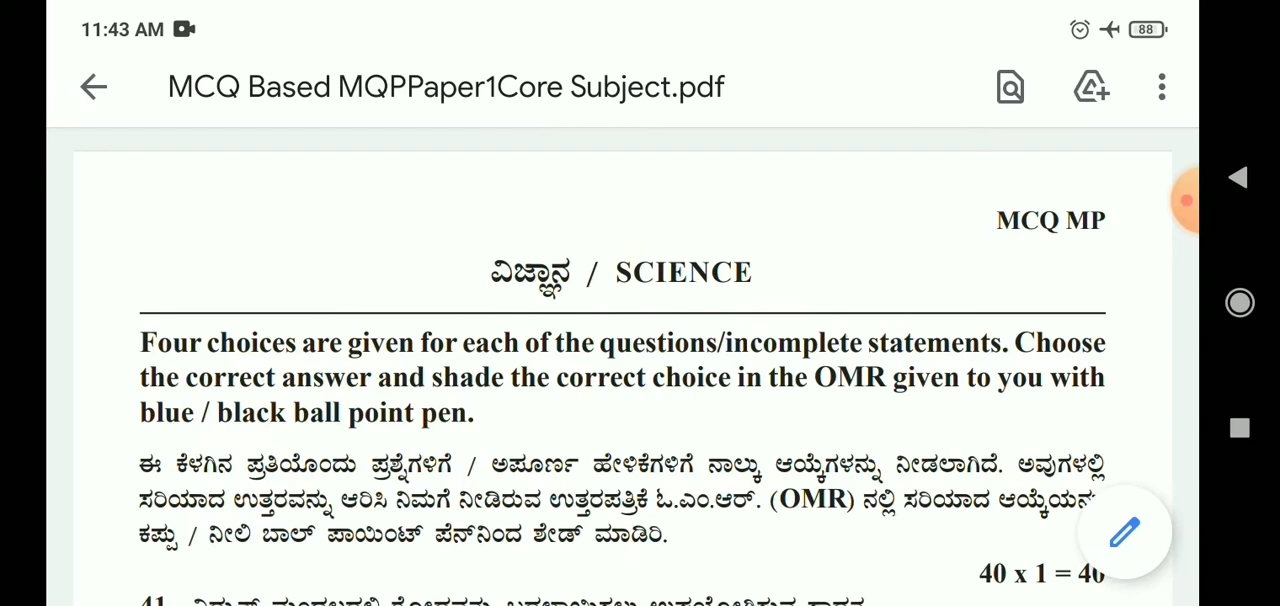 11:43 AM
88
MCQ Based MQPPaper1Core Subject.pdf
MCQ MP
ವಿಜ್ಞಾನ / SCIENCE
Four choices are given for each of the questions/incomplete statements. Choose
the correct answer and shade the correct choice in the OMR given to you with
blue / black ball point pen.
ಈ ಕೆಳಗಿನ ಪ್ರತಿಯೊಂದು ಪ್ರಶ್ನೆಗಳಿಗೆ / ಅಪೂರ್ಣ ಹೇಳಿಕೆಗಳಿಗೆ ನಾಲ್ಕು ಆಯ್ಕೆಗಳನ್ನು ನೀಡಲಾಗಿದೆ. ಅವುಗಳಲ್ಲಿ
ಸರಿಯಾದ ಉತ್ತರವನ್ನು ಆರಿಸಿ ನಿಮಗೆ ನೀಡಿರುವ ಉತ್ತರಪತ್ರಿಕೆ ಓ.ಎಂ.ಆರ್. (OMR) ನಲ್ಲಿ ಸರಿಯಾದ
ಕಪ್ಪು / ನೀಲಿ ಬಾಲ್ ಪಾಯಿಂಟ್ ಪೆನ್‌ನಿಂದ ಶೇಡ್ ಮಾಡಿರಿ.
40 x 1 = 40
41